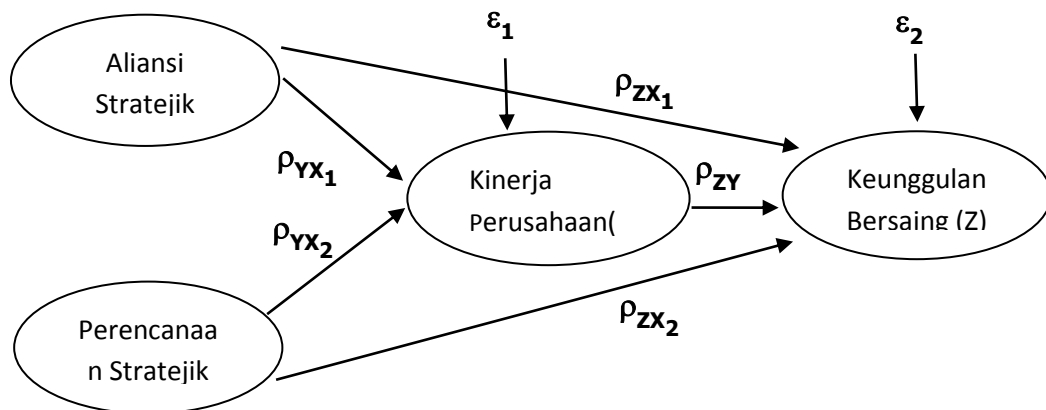 ε1
ε2
Aliansi
Stratejik
ρZX1
ρYX1
Kinerja
Perusahaan(
ρZY
Keunggulan
Bersaing (Z)
ρYX2
ρZX2
Perencanaa
n Stratejik